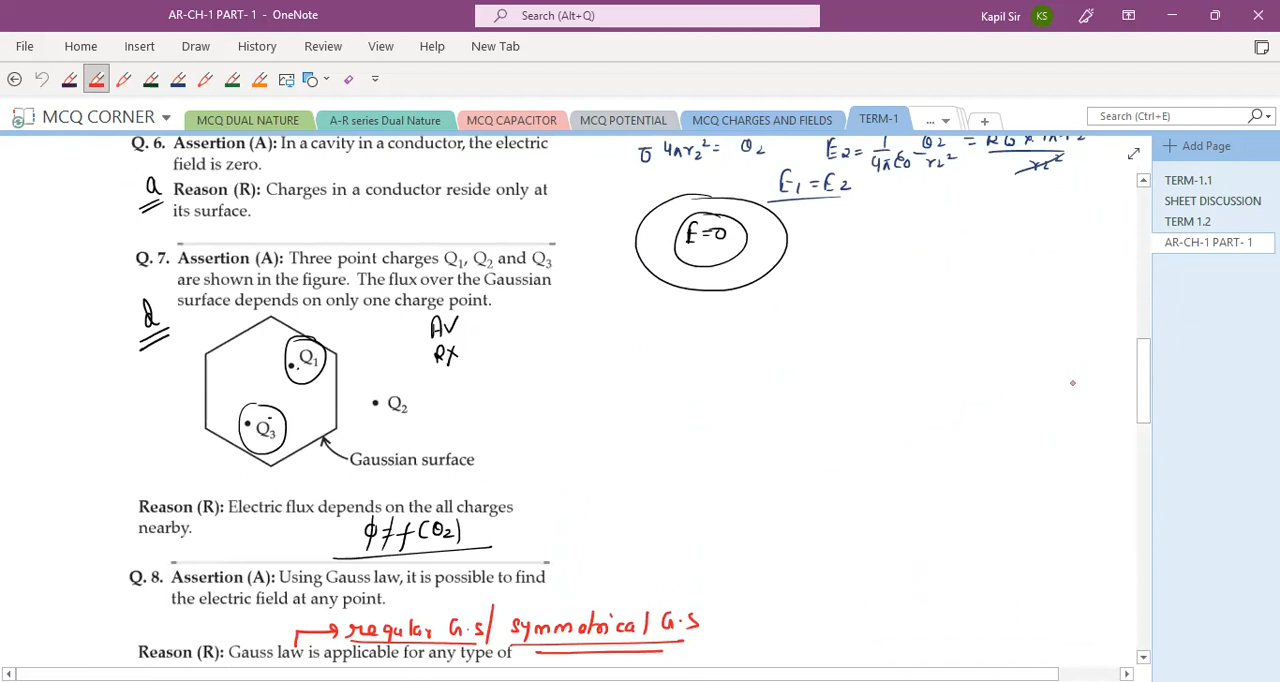 AR-CH-1 PART- 1 - OneNote
Search (Alt+Q)
Kapil Sir
KS
File Home Insert Draw History Review View Help New Tab
MCQ CORNER
MCQ DUAL NATURE
A-R series Dual Nature
MCQ CAPACITOR
MCQ POTENTIAL
MCQ CHARGES AND FIELDS
TERM-1
...
Search (Ctrl+E)
Add Page
TERM-1.1
SHEET DISCUSSION
TERM 1.2
AR-CH-1 PART- 1
Q. 6. Assertion (A): In a cavity in a conductor, the electric
field is zero.
a
Reason (R): Charges in a conductor reside only at
its surface.
4πr₂² = Q₂
E₂ = 1/4πε₀ Q₂/r₂² =
E₁ = E₂
E=0
Q. 7. Assertion (A): Three point charges Q₁, Q₂ and Q₃
are shown in the figure. The flux over the Gaussian
surface depends on only one charge point.
d
A✓
R✗
Q₁
Q₂
Q₃
Gaussian surface
Reason (R): Electric flux depends on the all charges
nearby.
ϕ ≠ f(Q₂)
Q. 8. Assertion (A): Using Gauss law, it is possible to find
the electric field at any point.
regular G.S/ symmetrical G.S
Reason (R): Gauss law is applicable for any type of